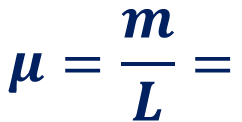 μ = m/L =